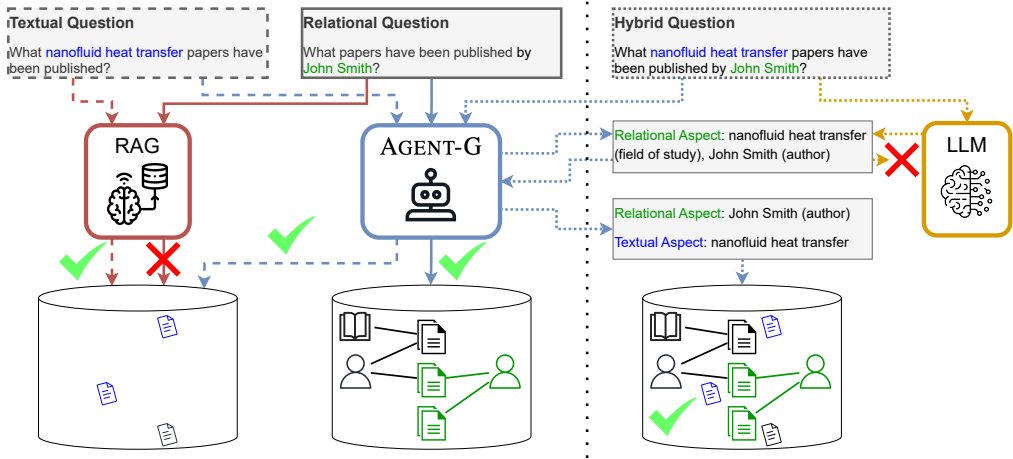 Textual Question
What nanofluid heat transfer papers have
been published?
Relational Question
What papers have been published by
John Smith?
Hybrid Question
What nanofluid heat transfer papers have
been published by John Smith?
RAG
AGENT-G
Relational Aspect: nanofluid heat transfer
(field of study), John Smith (author)
LLM
Relational Aspect: John Smith (author)
Textual Aspect: nanofluid heat transfer